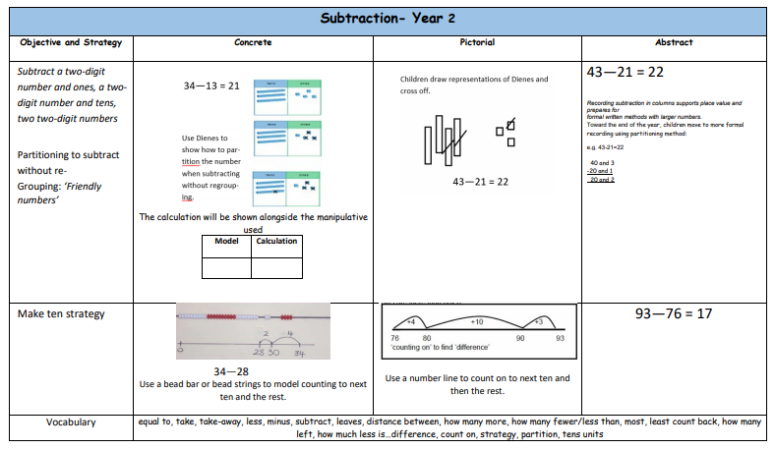 Subtraction- Year 2
Objective and Strategy
Concrete
Pictorial
Abstract
Subtract a two-digit
number and ones, a two-
digit number and tens,
two two-digit numbers
Partitioning to subtract
without re-
Grouping: 'Friendly
numbers'
34—13 = 21
Use Dienes to
show how to par-
tition the number
when subtracting
without regroup-
ing.
The calculation will be shown alongside the manipulative
used
Model
Calculation
Children draw representations of Dienes and
cross off.
43—21 = 22
43—21 = 22
Recording subtraction in columns supports place value and
prepares for
formal written methods with larger numbers.
Toward the end of the year, children move to more formal
recording using partitioning method:
e.g. 43-21=22
40 and 3
-20 and 1
20 and 2
Make ten strategy
2 4
0 28 30 34
34—28
Use a bead bar or bead strings to model counting to next
ten and the rest.
+4 +10 +3
76 80 90 93
'counting on' to find 'difference'
Use a number line to count on to next ten and
then the rest.
93—76 = 17
Vocabulary
equal to, take, take-away, less, minus, subtract, leaves, distance between, how many more, how many fewer/less than, most, least count back, how many
left, how much less is…difference, count on, strategy, partition, tens units